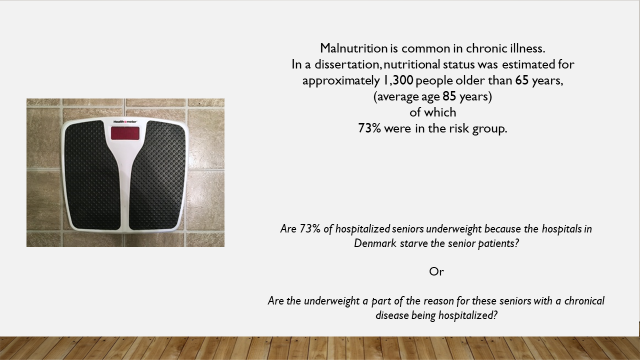 Malnutrition is common in chronic illness.
In a dissertation, nutritional status was estimated for
approximately 1,300 people older than 65 years,
(average age 85 years)
of which
73% were in the risk group.
Are 73% of hospitalized seniors underweight because the hospitals in
Denmark starve the senior patients?
Or
Are the underweight a part of the reason for these seniors with a chronical
disease being hospitalized?